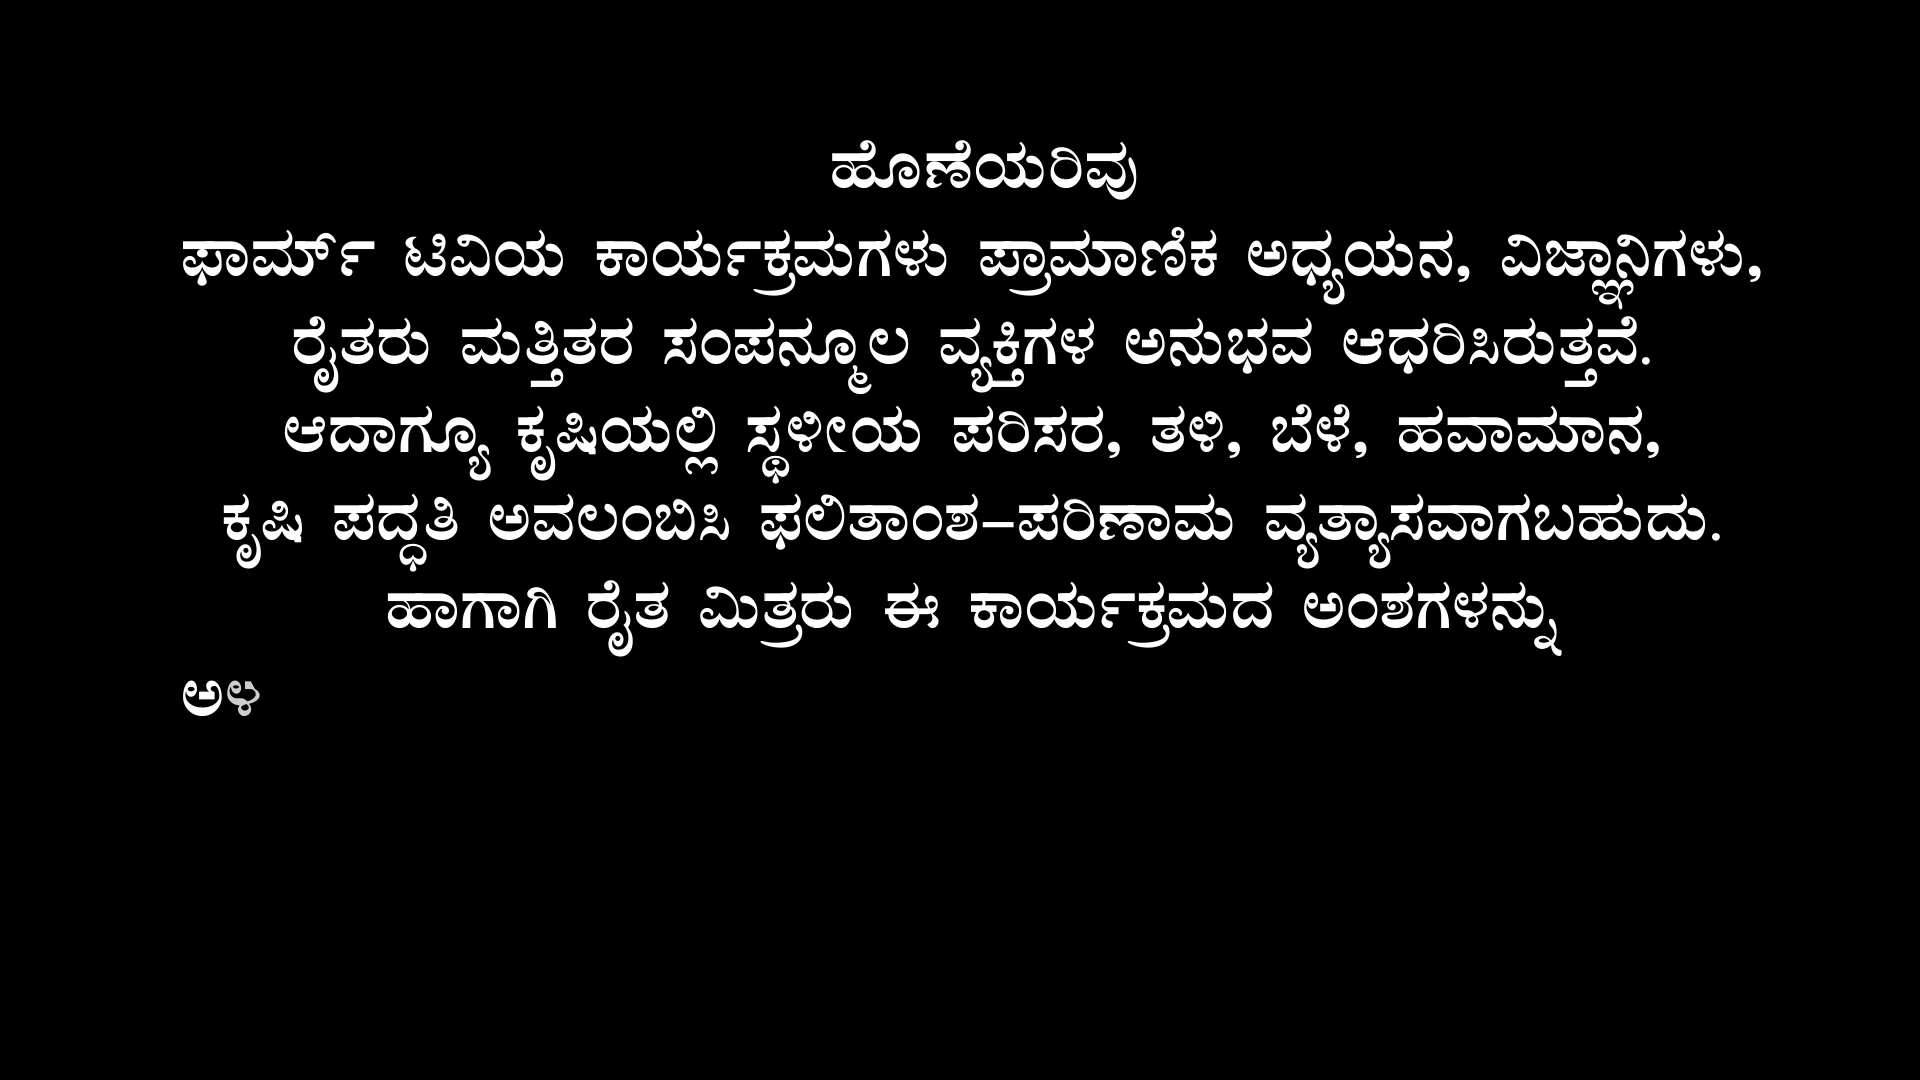 ಹೊಣೆಯರಿವು
ಫಾರ್ಮ್ ಟಿವಿಯ ಕಾರ್ಯಕ್ರಮಗಳು ಪ್ರಾಮಾಣಿಕ ಅಧ್ಯಯನ, ವಿಜ್ಞಾನಿಗಳು,
ರೈತರು ಮತ್ತಿತರ ಸಂಪನ್ಮೂಲ ವ್ಯಕ್ತಿಗಳ ಅನುಭವ ಆಧರಿಸಿರುತ್ತವೆ.
ಆದಾಗ್ಯೂ ಕೃಷಿಯಲ್ಲಿ ಸ್ಥಳೀಯ ಪರಿಸರ, ತಳಿ, ಬೆಳೆ, ಹವಾಮಾನ,
ಕೃಷಿ ಪದ್ಧತಿ ಅವಲಂಬಿಸಿ ಫಲಿತಾಂಶ–ಪರಿಣಾಮ ವ್ಯತ್ಯಾಸವಾಗಬಹುದು.
ಹಾಗಾಗಿ ರೈತ ಮಿತ್ರರು ಈ ಕಾರ್ಯಕ್ರಮದ ಅಂಶಗಳನ್ನು
ಅಳ